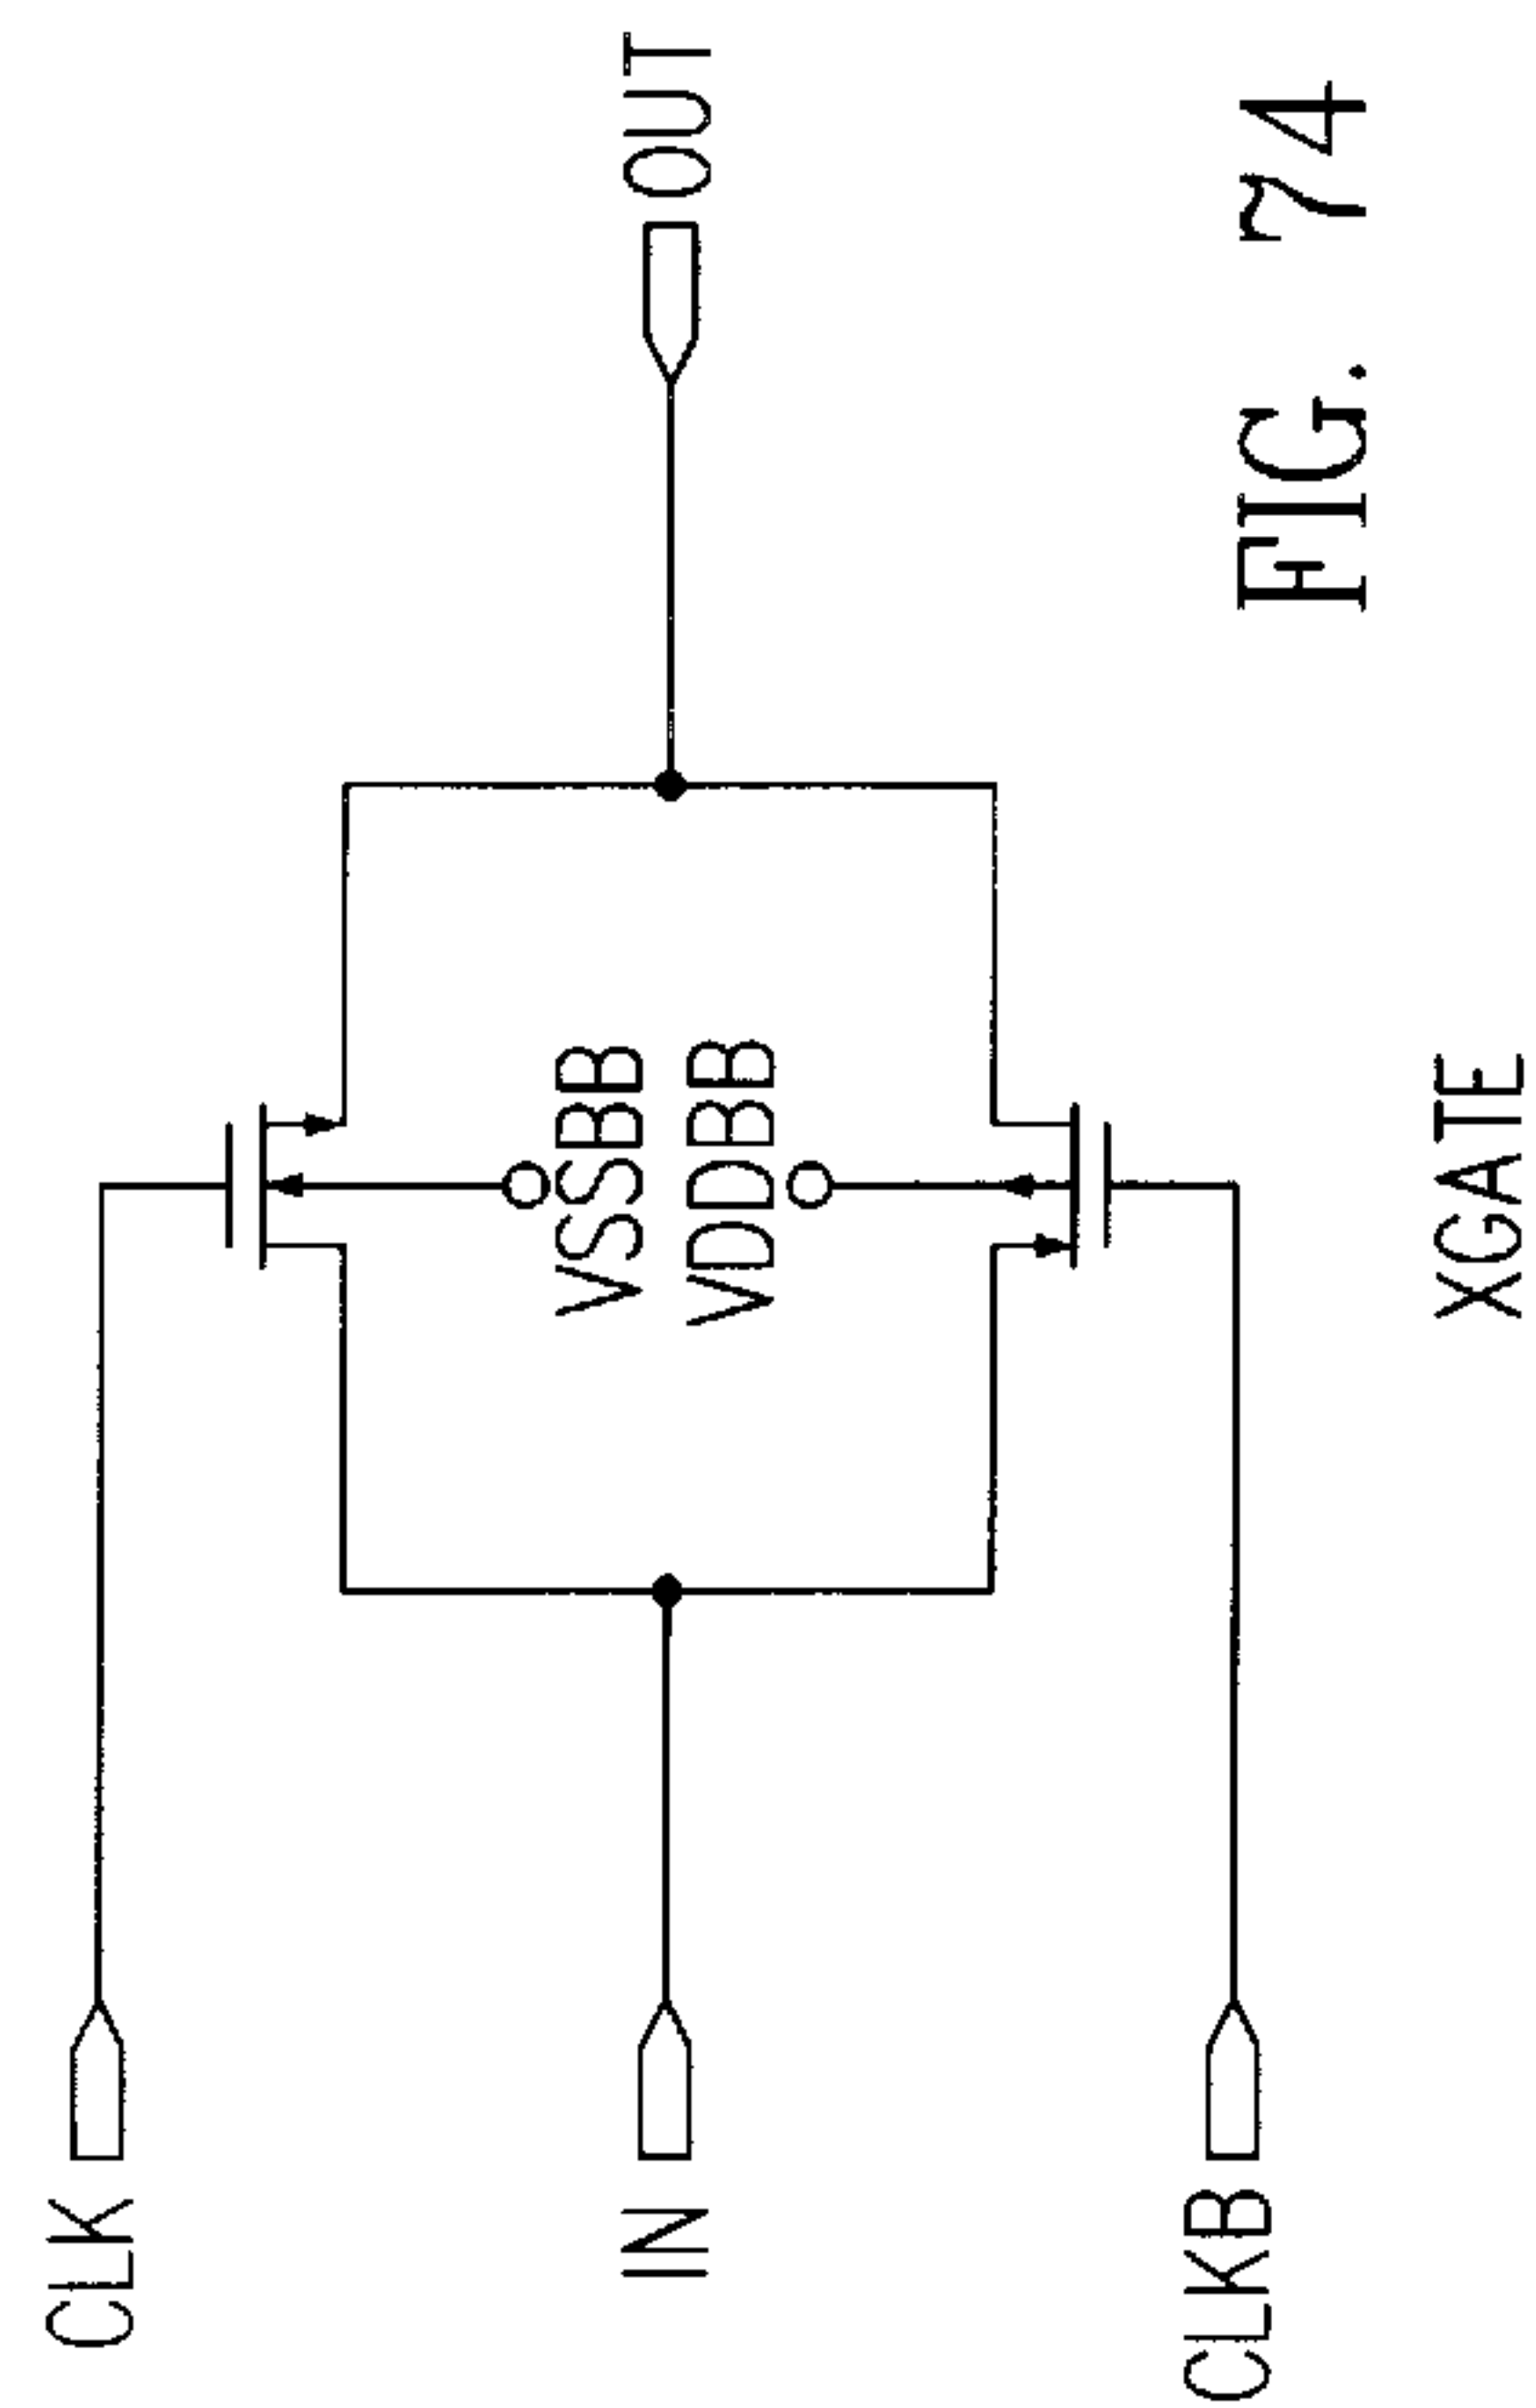 CLK
IN
OUT
VSSBB
VDDBB
CLKB
XGATE
FIG. 74